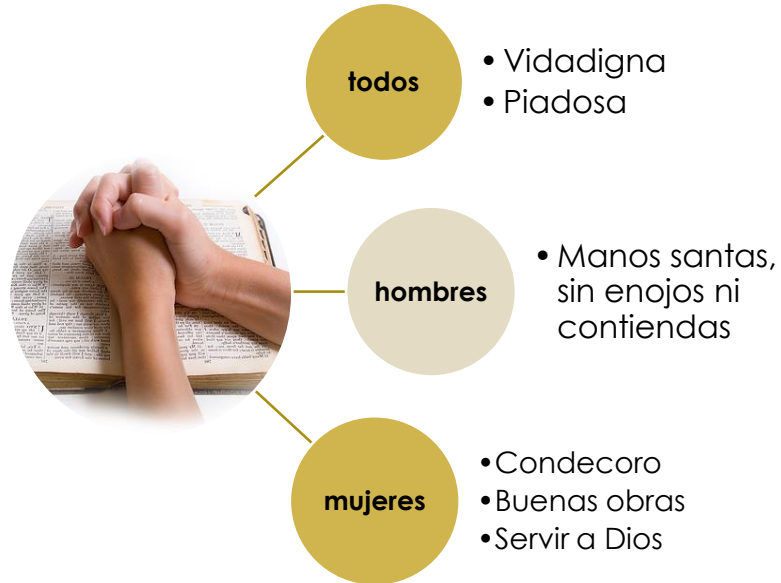 todos
• Vidadigna
• Piadosa
hombres
• Manos santas,
sin enojos ni
contiendas
mujeres
•Condecoro
•Buenas obras
•Servir a Dios